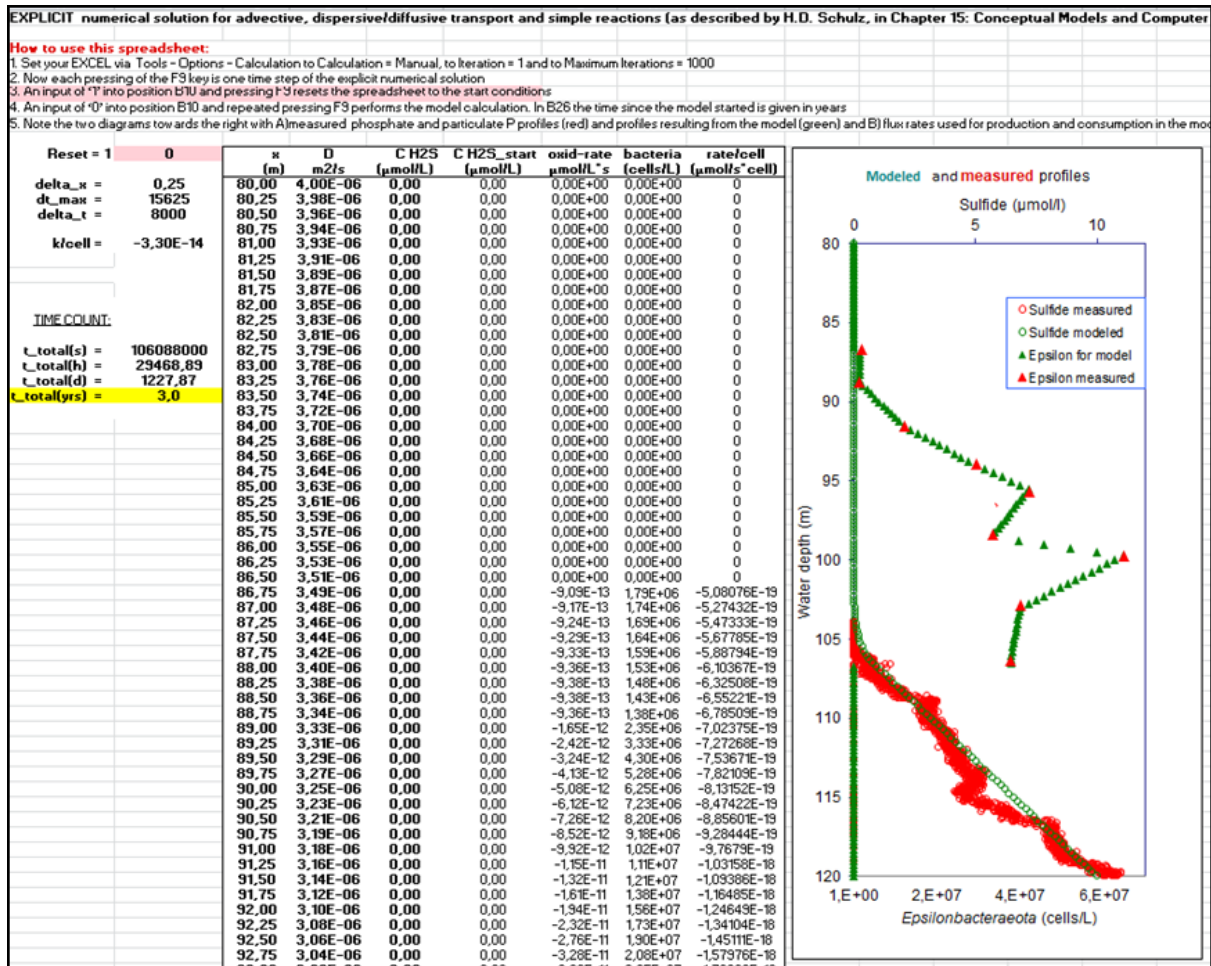 EXPLICIT numerical solution for advective, dispersive/diffusive transport and simple reactions (as described by H.D. Schulz, in Chapter 15: Conceptual Models and Computer
How to use this spreadsheet:
1. Set your EXCEL via Tools - Options - Calculation to Calculation = Manual, to Iteration = 1 and to Maximum Iterations = 1000
2. Now each pressing of the F9 key is one time step of the explicit numerical solution
3. An input of '1' into position B10 and pressing F9 resets the spreadsheet to the start conditions
4. An input of '0' into position B10 and repeated pressing F9 performs the model calculation. In B26 the time since the model started is given in years
5. Note the two diagrams towards the right with A)measured phosphate and particulate P profiles (red) and profiles resulting from the model (green) and B) flux rates used for production and consumption in the mod
Reset = 1 0
delta_x = 0,25
dt_max = 15625
delta_t = 8000
k/cell = -3,30E-14
TIME COUNT:
t_total(s) = 106088000
t_total(h) = 29468,89
t_total(d) = 1227,87
t_total(yrs) = 3,0
x D C H2S C H2S_start oxid-rate bacteria rate/cell
(m) m2/s (µmol/L) (µmol/L) µmol/L*s (cells/L) (µmol/s*cell)
80,00 4,00E-06 0,00 0,00 0,00E+00 0,00E+00 0
80,25 3,98E-06 0,00 0,00 0,00E+00 0,00E+00 0
80,50 3,96E-06 0,00 0,00 0,00E+00 0,00E+00 0
80,75 3,94E-06 0,00 0,00 0,00E+00 0,00E+00 0
81,00 3,93E-06 0,00 0,00 0,00E+00 0,00E+00 0
81,25 3,91E-06 0,00 0,00 0,00E+00 0,00E+00 0
81,50 3,89E-06 0,00 0,00 0,00E+00 0,00E+00 0
81,75 3,87E-06 0,00 0,00 0,00E+00 0,00E+00 0
82,00 3,85E-06 0,00 0,00 0,00E+00 0,00E+00 0
82,25 3,83E-06 0,00 0,00 0,00E+00 0,00E+00 0
82,50 3,81E-06 0,00 0,00 0,00E+00 0,00E+00 0
82,75 3,79E-06 0,00 0,00 0,00E+00 0,00E+00 0
83,00 3,78E-06 0,00 0,00 0,00E+00 0,00E+00 0
83,25 3,76E-06 0,00 0,00 0,00E+00 0,00E+00 0
83,50 3,74E-06 0,00 0,00 0,00E+00 0,00E+00 0
83,75 3,72E-06 0,00 0,00 0,00E+00 0,00E+00 0
84,00 3,70E-06 0,00 0,00 0,00E+00 0,00E+00 0
84,25 3,68E-06 0,00 0,00 0,00E+00 0,00E+00 0
84,50 3,66E-06 0,00 0,00 0,00E+00 0,00E+00 0
84,75 3,64E-06 0,00 0,00 0,00E+00 0,00E+00 0
85,00 3,63E-06 0,00 0,00 0,00E+00 0,00E+00 0
85,25 3,61E-06 0,00 0,00 0,00E+00 0,00E+00 0
85,50 3,59E-06 0,00 0,00 0,00E+00 0,00E+00 0
85,75 3,57E-06 0,00 0,00 0,00E+00 0,00E+00 0
86,00 3,55E-06 0,00 0,00 0,00E+00 0,00E+00 0
86,25 3,53E-06 0,00 0,00 0,00E+00 0,00E+00 0
86,50 3,51E-06 0,00 0,00 0,00E+00 0,00E+00 0
86,75 3,49E-06 0,00 0,00 -9,09E-13 1,79E+06 -5,08076E-19
87,00 3,48E-06 0,00 0,00 -9,17E-13 1,74E+06 -5,27432E-19
87,25 3,46E-06 0,00 0,00 -9,24E-13 1,69E+06 -5,47333E-19
87,50 3,44E-06 0,00 0,00 -9,29E-13 1,64E+06 -5,67785E-19
87,75 3,42E-06 0,00 0,00 -9,33E-13 1,59E+06 -5,88794E-19
88,00 3,40E-06 0,00 0,00 -9,36E-13 1,53E+06 -6,10367E-19
88,25 3,38E-06 0,00 0,00 -9,38E-13 1,48E+06 -6,32508E-19
88,50 3,36E-06 0,00 0,00 -9,38E-13 1,43E+06 -6,55221E-19
88,75 3,34E-06 0,00 0,00 -9,36E-13 1,38E+06 -6,78509E-19
89,00 3,33E-06 0,00 0,00 -1,65E-12 2,35E+06 -7,02375E-19
89,25 3,31E-06 0,00 0,00 -2,42E-12 3,33E+06 -7,27268E-19
89,50 3,29E-06 0,00 0,00 -3,24E-12 4,30E+06 -7,53671E-19
89,75 3,27E-06 0,00 0,00 -4,13E-12 5,28E+06 -7,82109E-19
90,00 3,25E-06 0,00 0,00 -5,08E-12 6,25E+06 -8,13152E-19
90,25 3,23E-06 0,00 0,00 -6,12E-12 7,23E+06 -8,47422E-19
90,50 3,21E-06 0,00 0,00 -7,26E-12 8,20E+06 -8,85601E-19
90,75 3,19E-06 0,00 0,00 -8,52E-12 9,18E+06 -9,28444E-19
91,00 3,18E-06 0,00 0,00 -9,92E-12 1,02E+07 -9,7679E-19
91,25 3,16E-06 0,00 0,00 -1,15E-11 1,11E+07 -1,03158E-18
91,50 3,14E-06 0,00 0,00 -1,32E-11 1,21E+07 -1,09386E-18
91,75 3,12E-06 0,00 0,00 -1,61E-11 1,38E+07 -1,16485E-18
92,00 3,10E-06 0,00 0,00 -1,94E-11 1,56E+07 -1,24649E-18
92,25 3,08E-06 0,00 0,00 -2,32E-11 1,73E+07 -1,34104E-18
92,50 3,06E-06 0,00 0,00 -2,76E-11 1,90E+07 -1,45111E-18
92,75 3,04E-06 0,00 0,00 -3,28E-11 2,08E+07 -1,57976E-18
Modeled and measured profiles
Sulfide (µmol/l)
0 5 10
80
85
90
95
100
105
110
115
120
Water depth (m)
Sulfide measured
Sulfide modeled
Epsilon for model
Epsilon measured
1,E+00 2,E+07 4,E+07 6,E+07
Epsilonbacteraeota (cells/L)